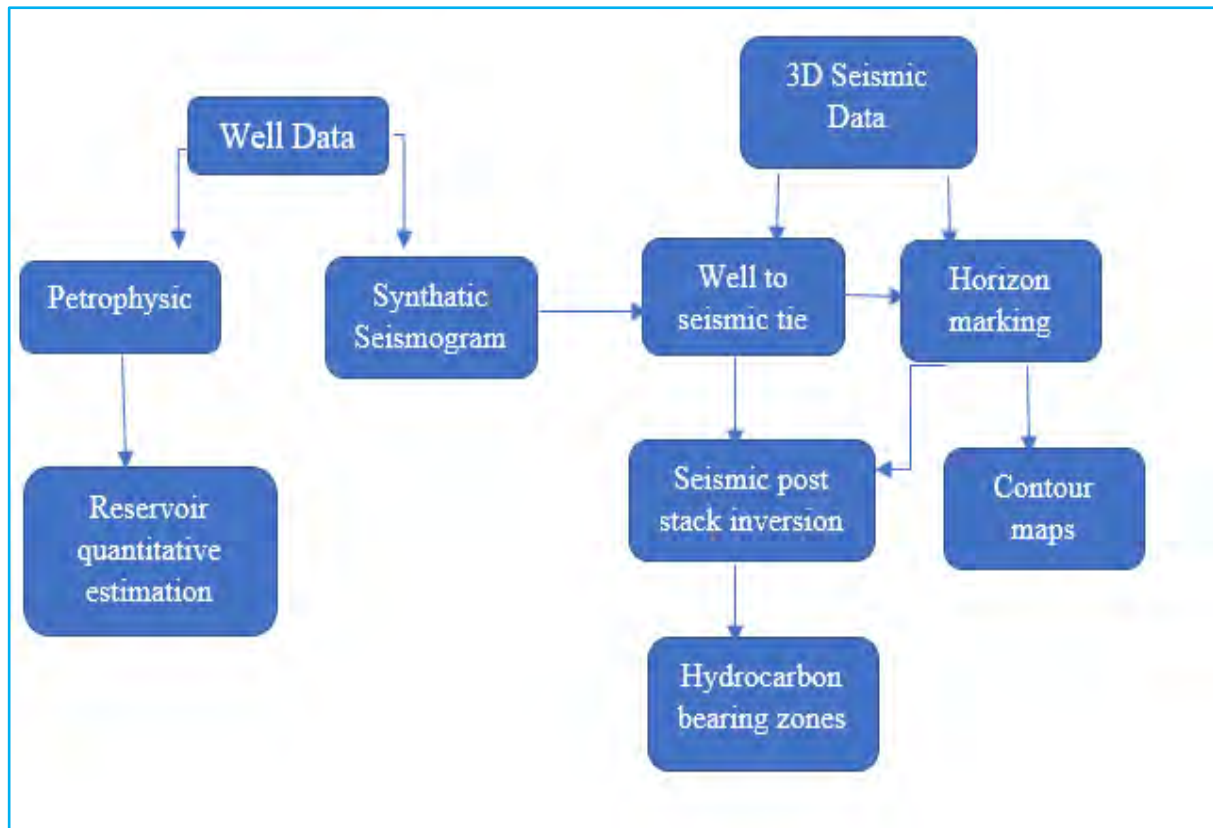 3D Seismic
Data
Well Data
Petrophysic
Synthatic
Seismogram
Well to
seismic tie
Horizon
marking
Reservoir
quantitative
estimation
Seismic post
stack inversion
Contour
maps
Hydrocarbon
bearing zones